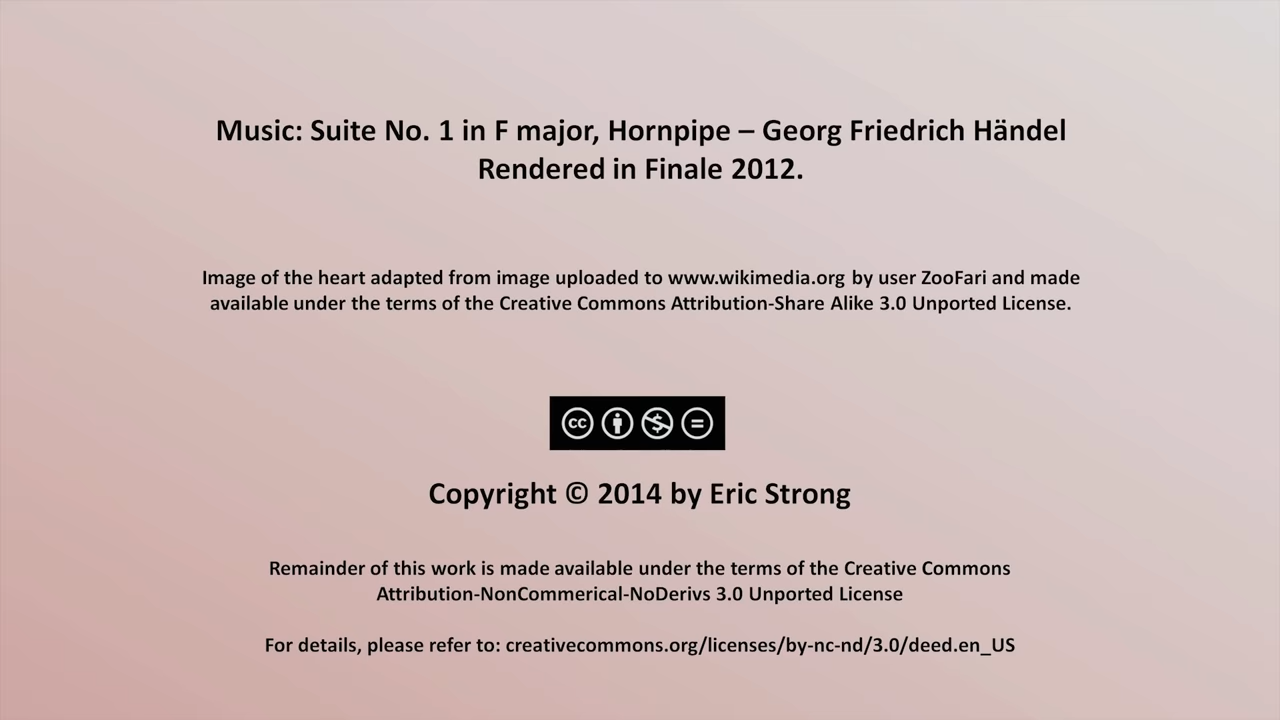 Music: Suite No. 1 in F major, Hornpipe – Georg Friedrich Händel
Rendered in Finale 2012.
Image of the heart adapted from image uploaded to www.wikimedia.org by user ZooFari and made
available under the terms of the Creative Commons Attribution-Share Alike 3.0 Unported License.
cc $ =
Copyright © 2014 by Eric Strong
Remainder of this work is made available under the terms of the Creative Commons
Attribution-NonCommerical-NoDerivs 3.0 Unported License
For details, please refer to: creativecommons.org/licenses/by-nc-nd/3.0/deed.en_US